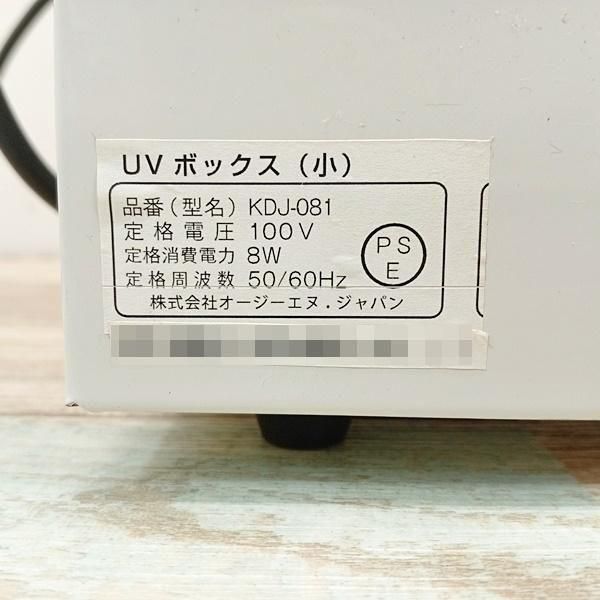 UV ボックス（小）
品番（型名） KDJ-081
定格電圧 100V
定格消費電力 8W
定格周波数 50/60Hz
PS
E
株式会社オージーエヌ．ジャパン